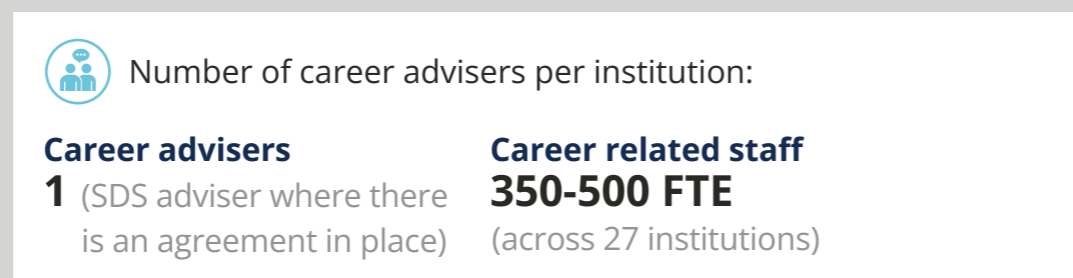 Number of career advisers per institution:
Career advisers
1 (SDS adviser where there
is an agreement in place)
Career related staff
350-500 FTE
(across 27 institutions)